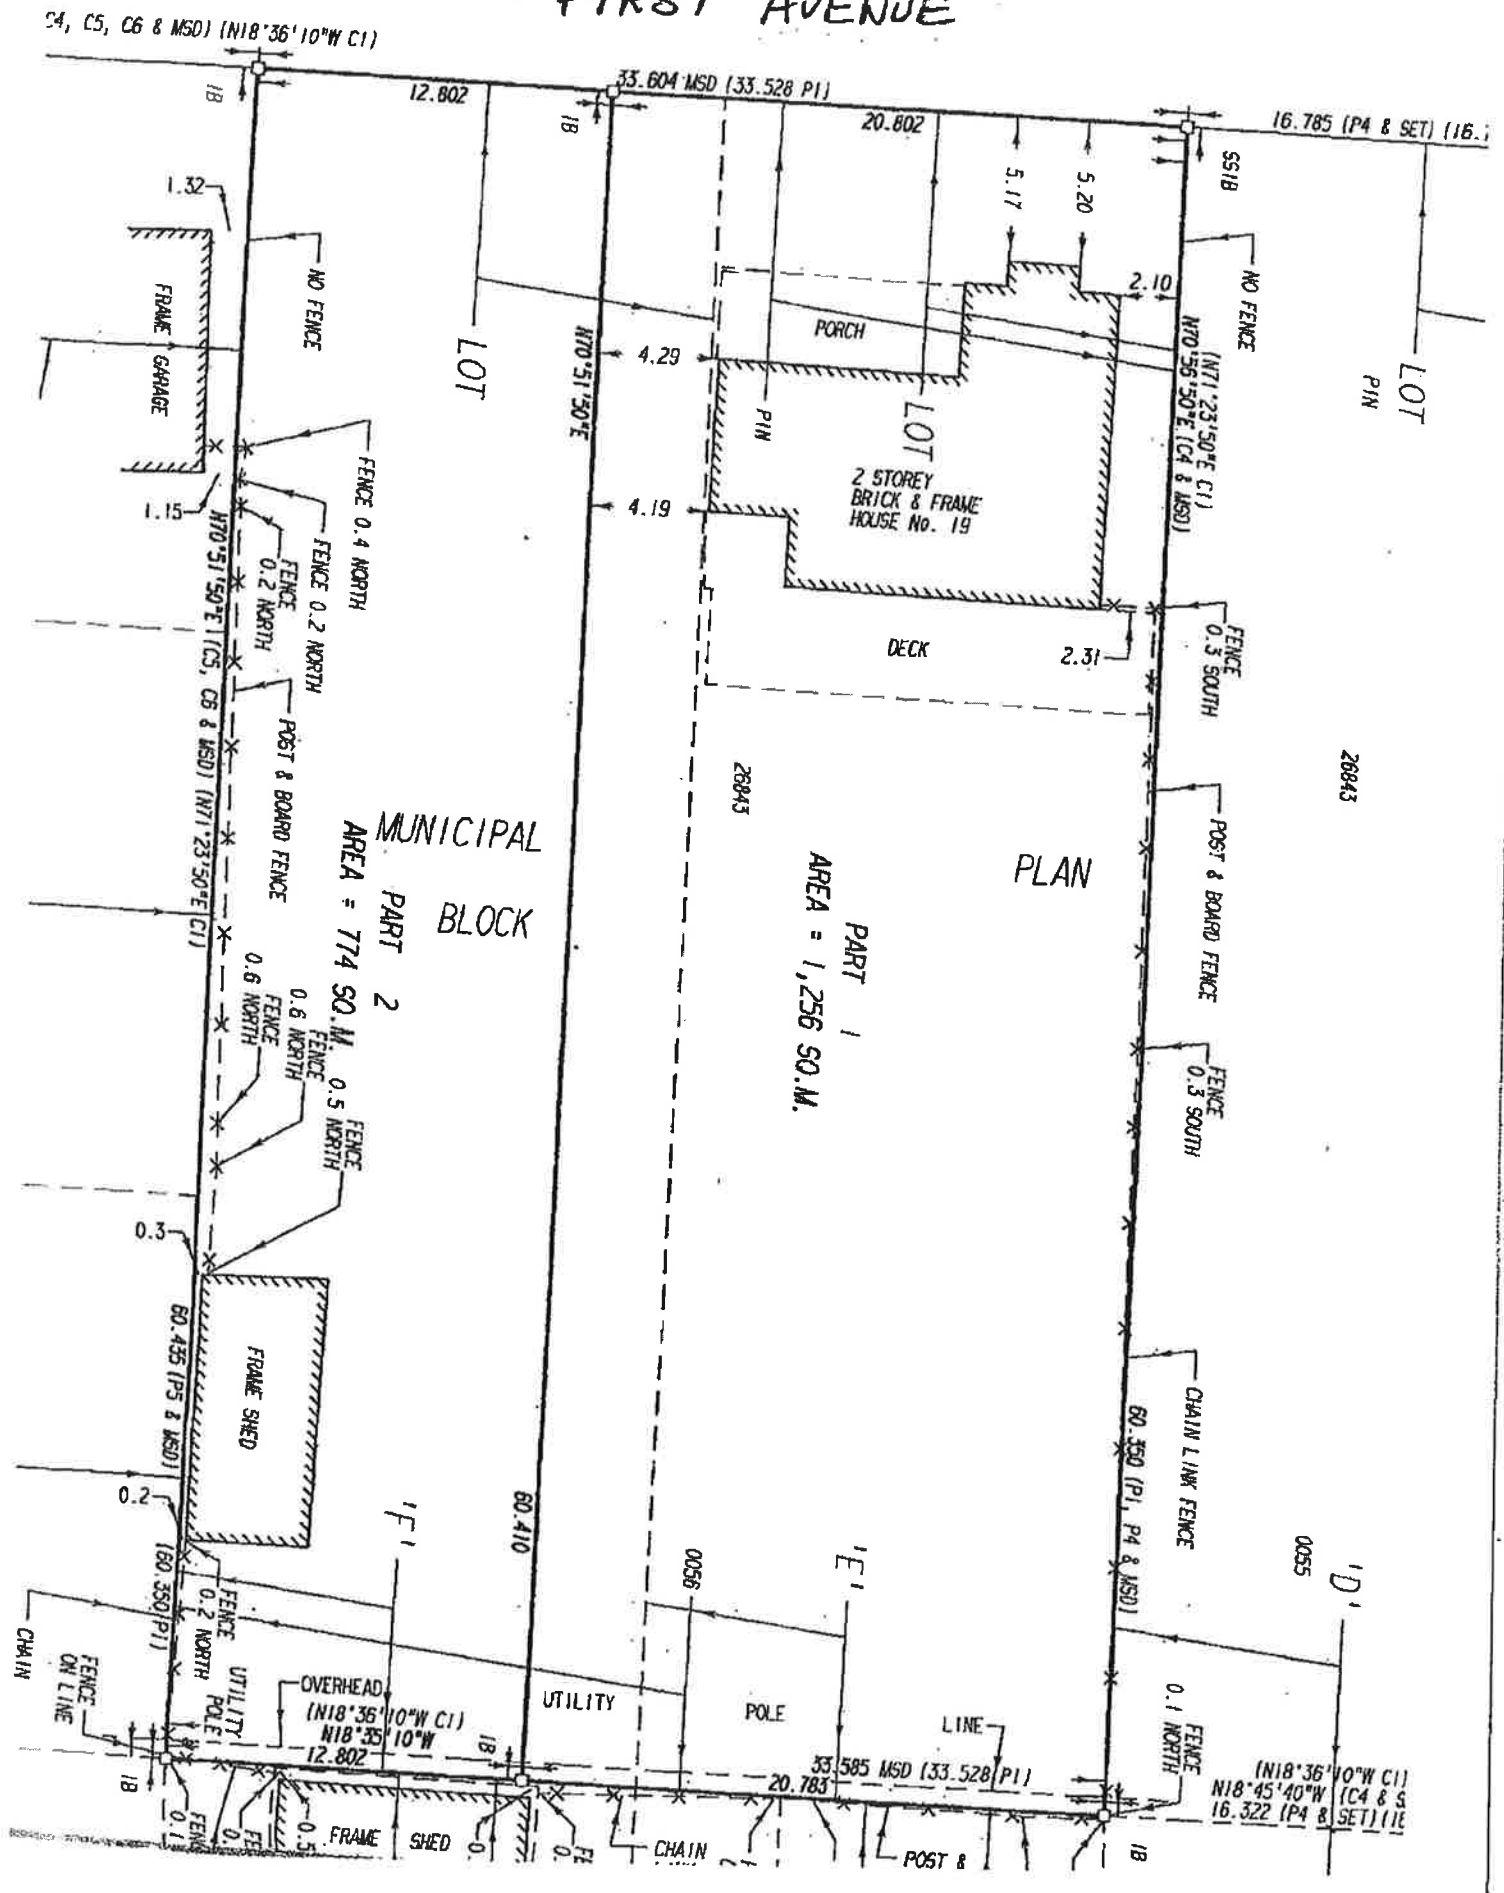 FIRST AVENUE
C4, C5, C6 & MSD) (N18°36'10"W C1)
33.604 MSD (33.528 P1)
12.802
20.802
16.785 (P4 & SET) (16.
IB
IB
SSIB
1.32
5.17
5.20
2.10
NO FENCE
NO FENCE
FRAME GARAGE
LOT
N70°51'50"E
4.29
PORCH
PIN
LOT
(N71°23'50"E C1)
N70°56'50"E (C4 & MSD)
LOT
PIN
4.19
2 STOREY
BRICK & FRAME
HOUSE No. 19
1.15
FENCE 0.4 NORTH
FENCE 0.2 NORTH
FENCE
0.2 NORTH
N70°51'50"E (C5, C6 & MSD) (N71°23'50"E C1)
DECK
2.31
FENCE
0.3 SOUTH
POST & BOARD FENCE
26843
26843
POST & BOARD FENCE
MUNICIPAL
BLOCK
PLAN
PART 2
AREA = 774 SQ.M.
PART 1
AREA = 1,256 SQ.M.
FENCE
0.6 NORTH
FENCE
0.6 NORTH
FENCE
0.5 NORTH
FENCE
0.3 SOUTH
0.3
60.435 (P5 & MSD)
FRAME SHED
CHAIN LINK FENCE
60.350 (P1, P4 & MSD)
0.2
(60.350 P1)
60.410
'F'
'E'
'D'
0056
0055
FENCE
0.2 NORTH
UTILITY
POLE
CHAIN
FENCE
ON LINE
OVERHEAD
UTILITY
POLE
LINE
(N18°36'10"W C1)
N18°35'10"W
12.802
IB
33.585 MSD (33.528 P1)
20.783
FENCE
0.1 NORTH
(N18°36'10"W C1)
N18°45'40"W (C4 & S
16.322 (P4 & SET) (16
IB
IB
0.1
0.5
FRAME SHED
CHAIN
POST &